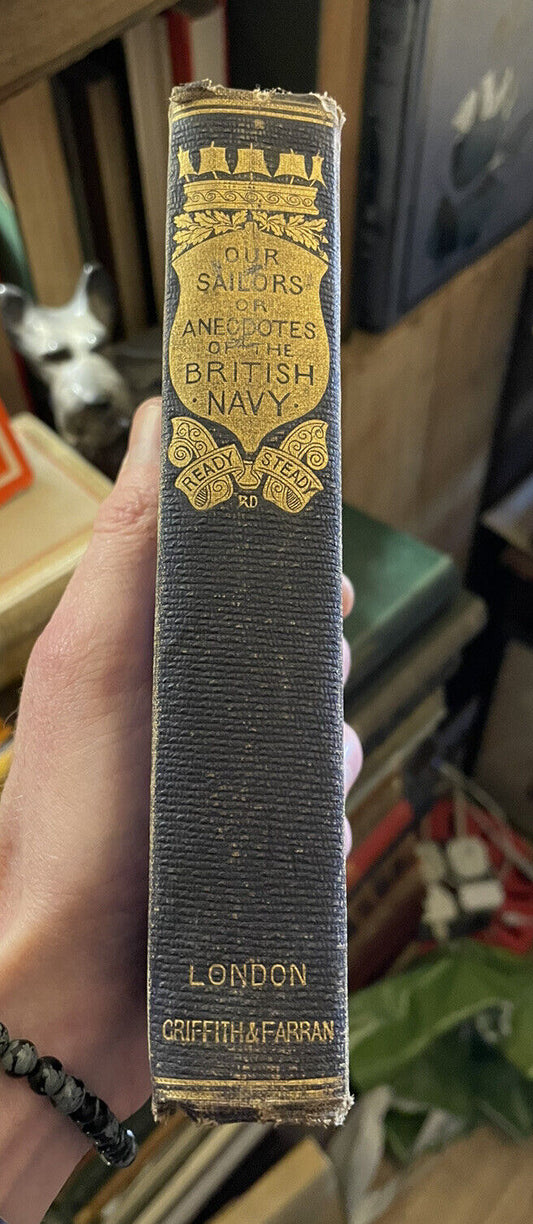 OUR
SAILORS
OR
ANECDOTES
OF THE
BRITISH
· NAVY ·
READY STEADY
RD
LONDON
GRIFFITH & FARRAN